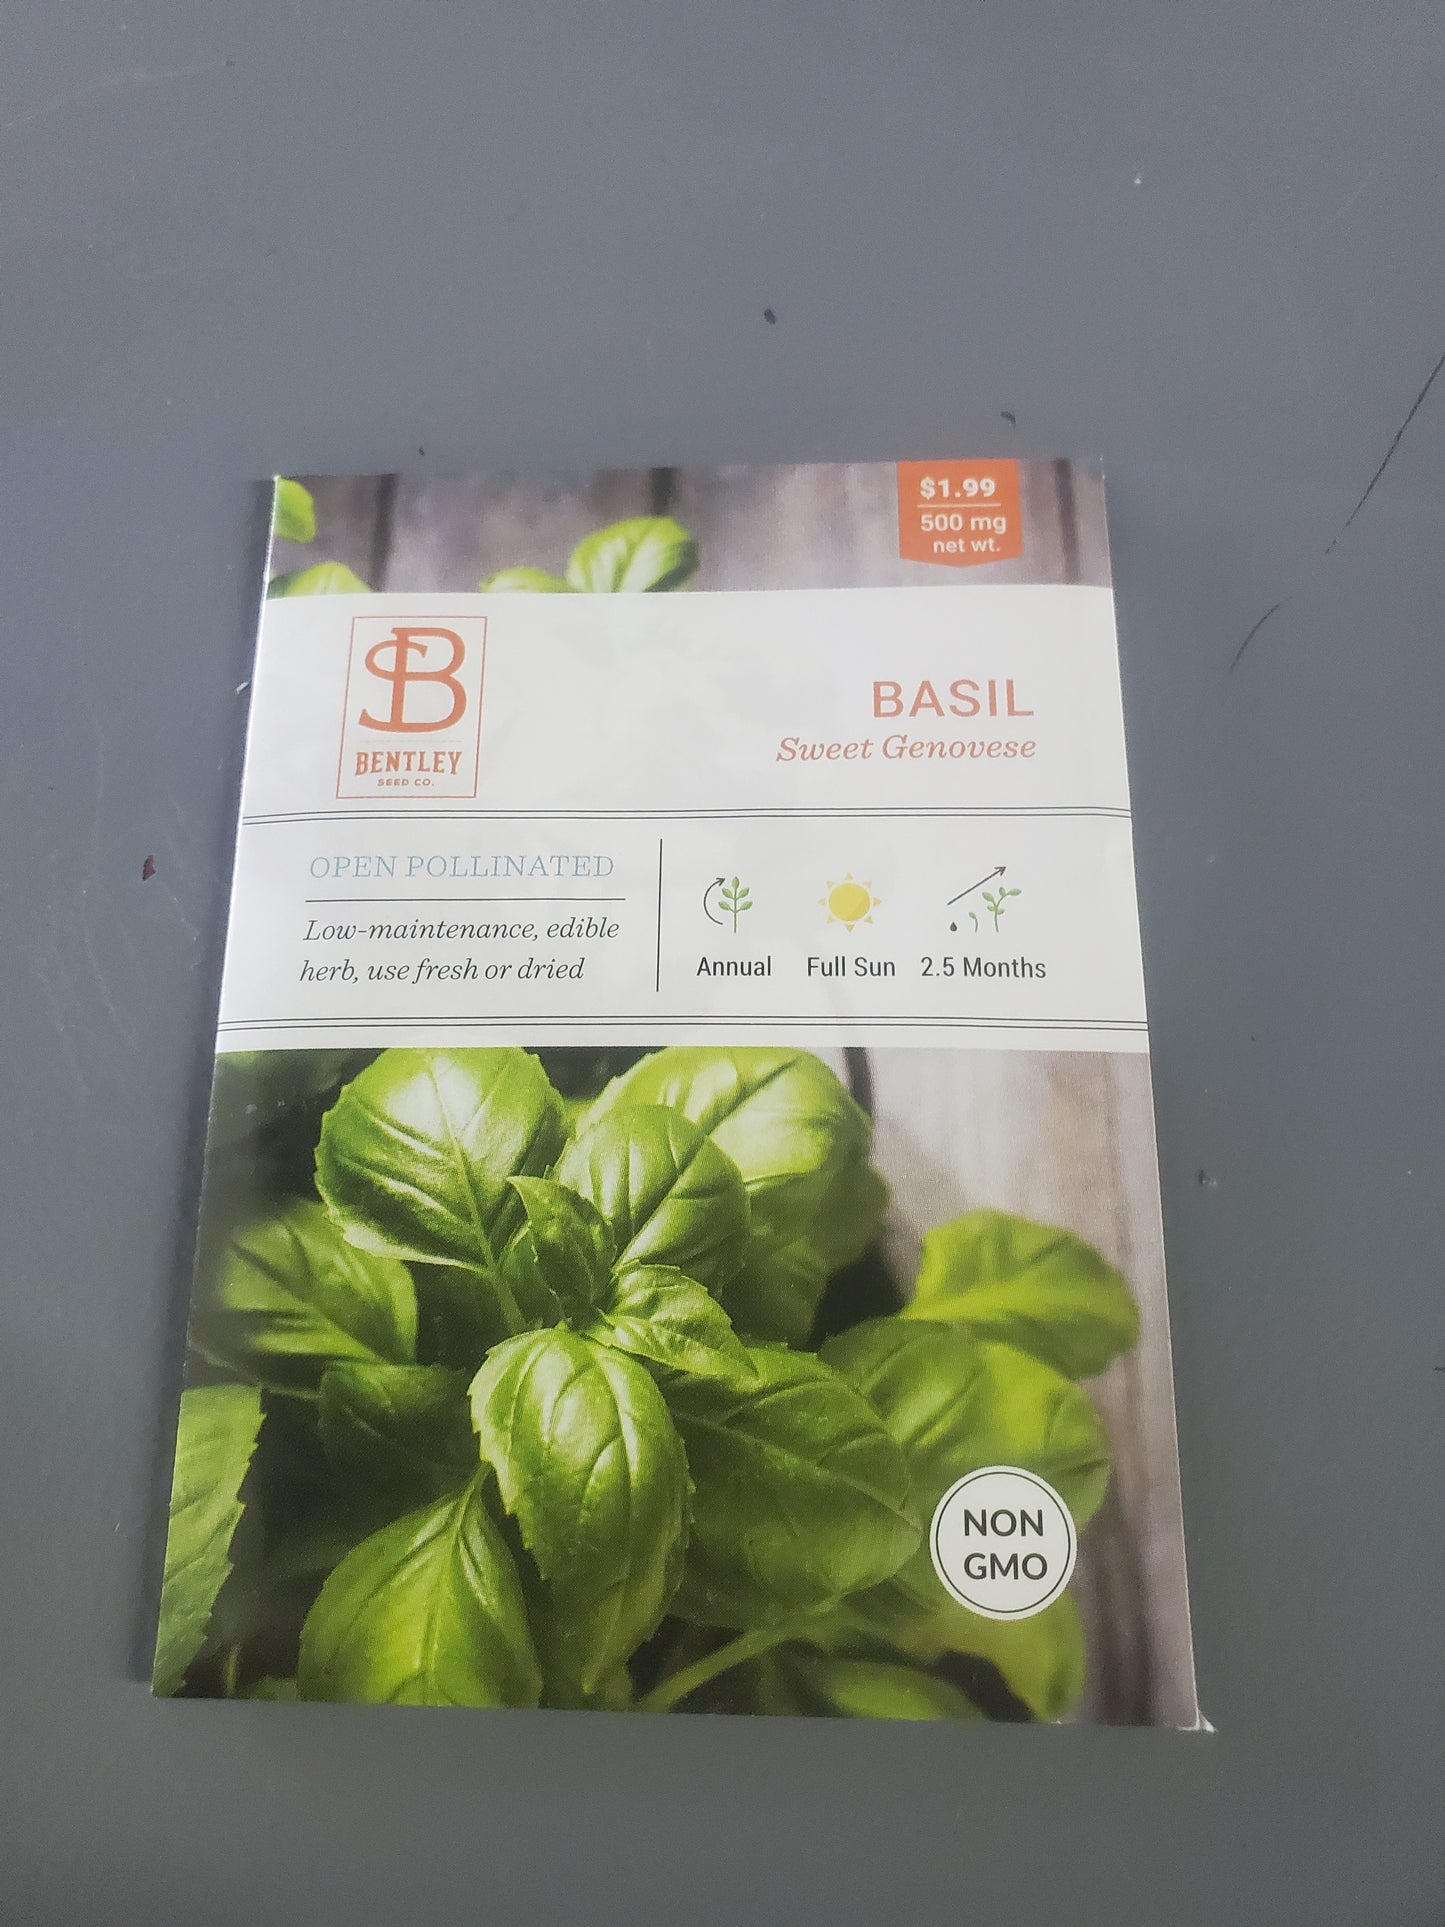 $1.99
500 mg
net wt.
SB
BENTLEY
SEED CO.
BASIL
Sweet Genovese
OPEN POLLINATED
Low-maintenance, edible
herb, use fresh or dried
Annual
Full Sun
2.5 Months
NON
GMO